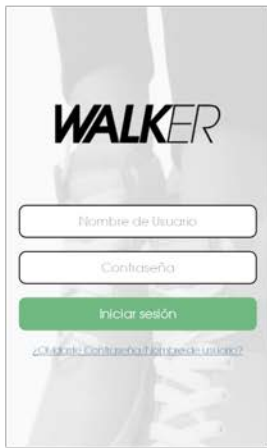 WALKER
Nombre de Usuario
Contraseña
Iniciar sesión
¿Olvidaste Contraseña/Nombre de usuario?